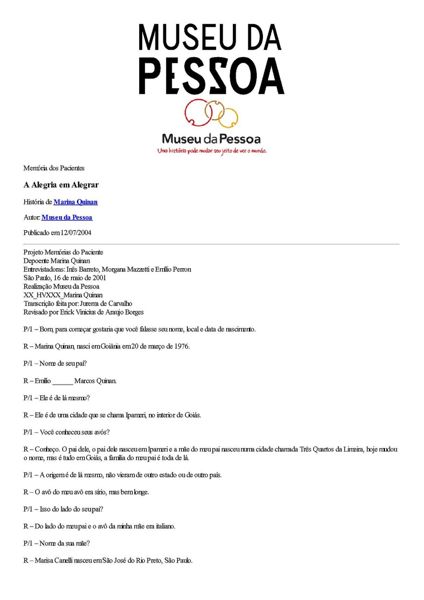 MUSEU DA
PESSOA
Museu da Pessoa
Uma história pode mudar seu jeito de ver o mundo.
Memória dos Pacientes
A Alegria em Alegrar
História de Marina Quinan
Autor: Museu da Pessoa
Publicado em 12/07/2004
Projeto Memórias do Paciente
Depoente Marina Quinan
Entrevistadoras: Inês Barreto, Morgana Mazzetti e Emílio Perron
São Paulo, 16 de maio de 2001
Realização Museu da Pessoa
XX_HVXXX_Marina Quinan
Transcrição feita por: Jurema de Carvalho
Revisado por Erick Vinicius de Araujo Borges
P/1 – Bom, para começar gostaria que você falasse seu nome, local e data de nascimento.
R – Marina Quinan, nasci em Goiânia em 20 de março de 1976.
P/1 – Nome de seu pai?
R – Emílio ______ Marcos Quinan.
P/1 – Ele é de lá mesmo?
R – Ele é de uma cidade que se chama Ipameri, no interior de Goiás.
P/1 – Você conheceu seus avós?
R – Conheço. O pai dele, o pai dele nasceu em Ipameri e a mãe do meu pai nasceu numa cidade chamada Três Quartos da Limeira, hoje mudou
o nome, mas é tudo em Goiás, a família do meu pai é toda de lá.
P/1 – A origem é de lá mesmo, não vieram de outro estado ou de outro país.
R – O avô do meu avô era sírio, mas bem longe.
P/1 – Isso do lado do seu pai?
R – Do lado do meu pai e o avô da minha mãe era italiano.
P/1 – Nome da sua mãe?
R – Marisa Canelli nasceu em São José do Rio Preto, São Paulo.